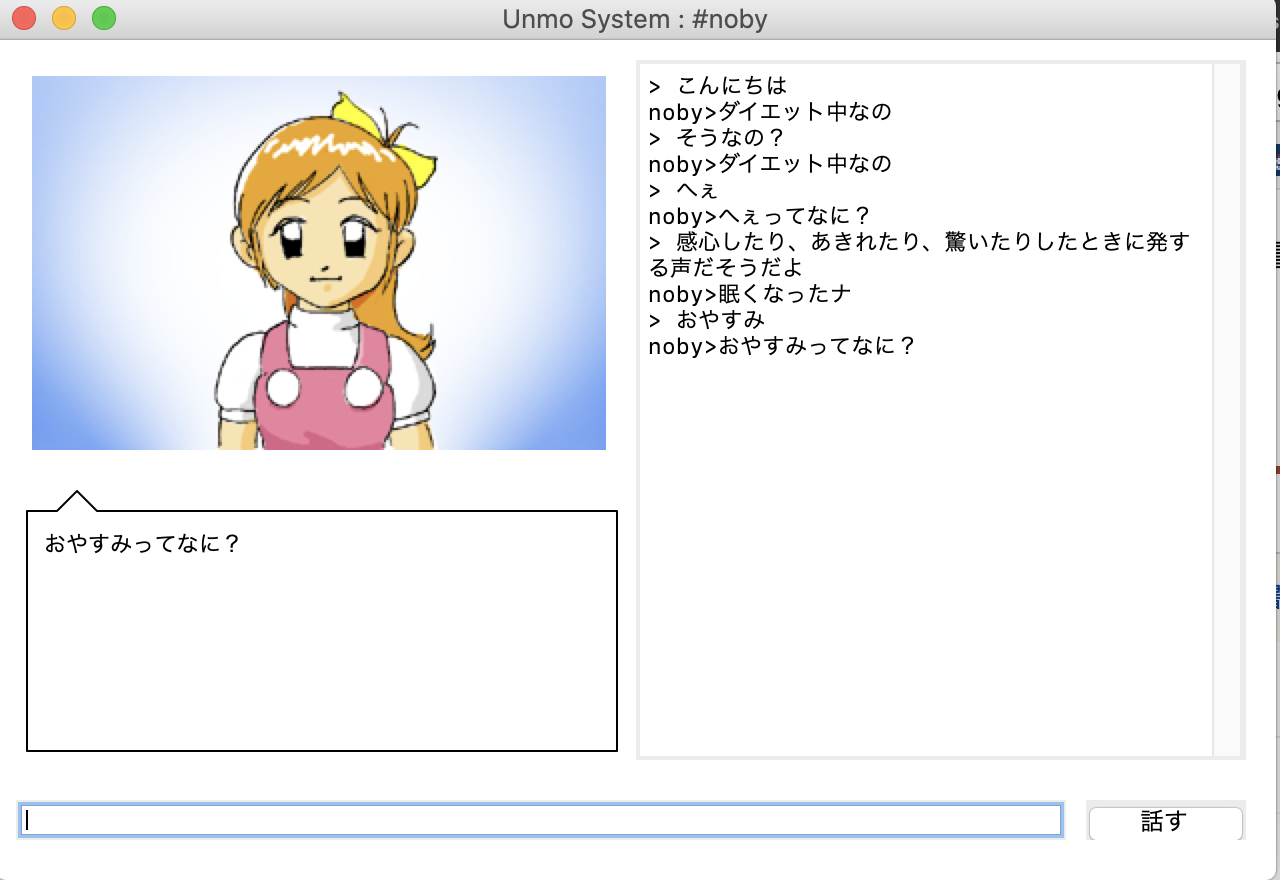 Unmo System : #noby
> こんにちは
noby>ダイエット中なの
> そうなの？
noby>ダイエット中なの
> へぇ
noby>へぇってなに？
> 感心したり、あきれたり、驚いたりしたときに発す
る声だそうだよ
noby>眠くなったナ
> おやすみ
noby>おやすみってなに？
おやすみってなに？
話す